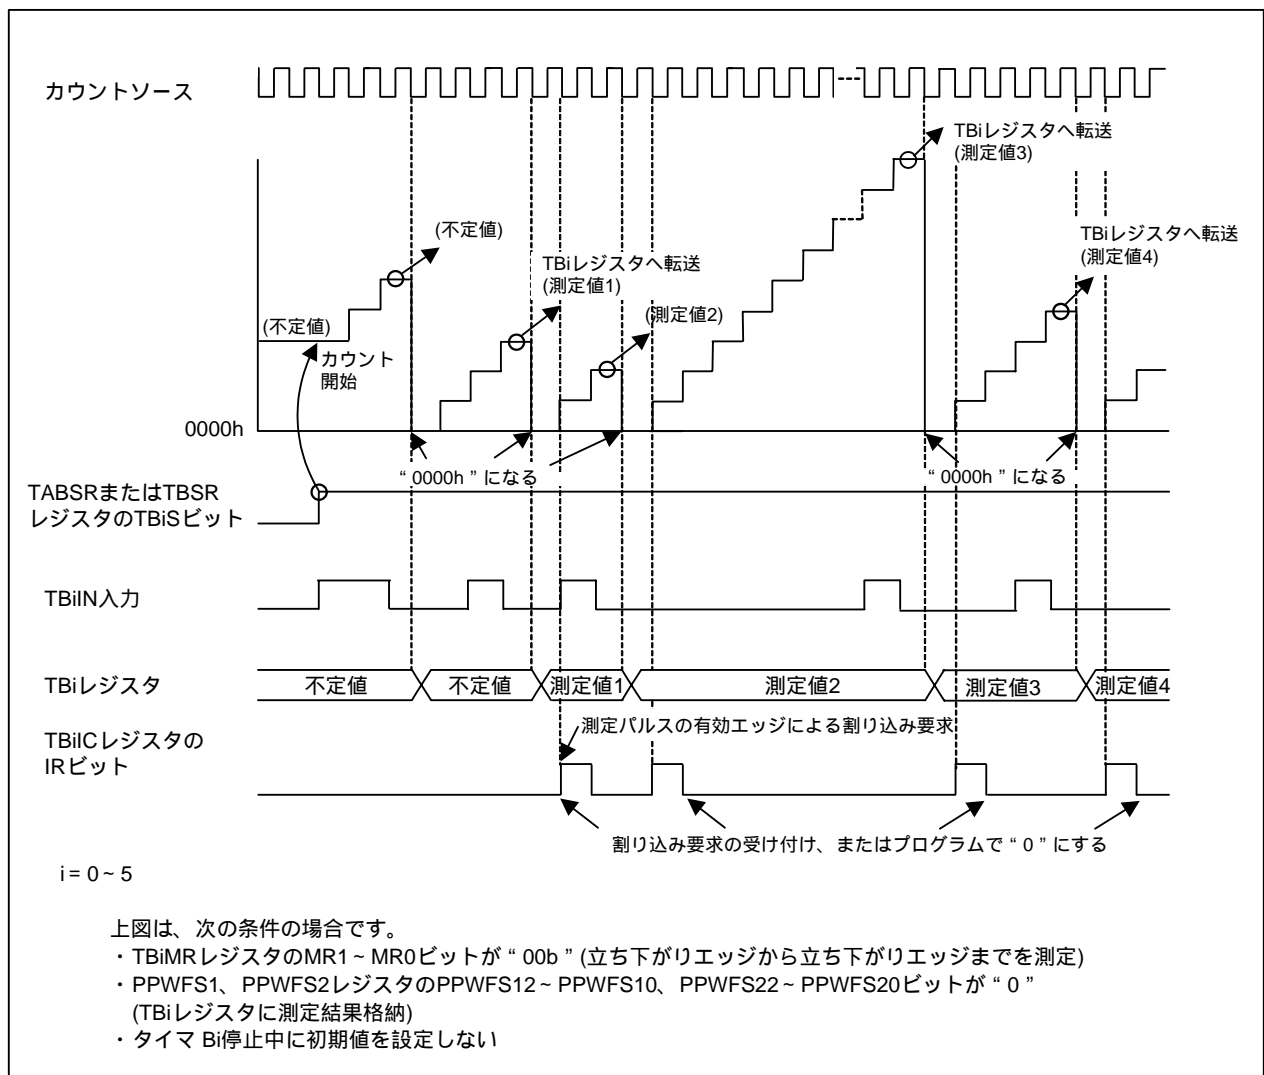 カウントソース
TBiレジスタへ転送
(測定値3)
(不定値)
TBiレジスタへ転送
(測定値1)
TBiレジスタへ転送
(測定値4)
(測定値2)
(不定値)
カウント
開始
0000h
“ 0000h ” になる
“ 0000h ” になる
TABSRまたはTBSR
レジスタのTBiSビット
TBiIN入力
TBiレジスタ
不定値
不定値
測定値1
測定値2
測定値3
測定値4
測定パルスの有効エッジによる割り込み要求
TBiICレジスタの
IRビット
割り込み要求の受け付け、またはプログラムで “ 0 ” にする
i = 0 ~ 5
上図は、次の条件の場合です。
・TBiMRレジスタのMR1 ~ MR0ビットが “ 00b ” (立ち下がりエッジから立ち下がりエッジまでを測定)
・PPWFS1、PPWFS2レジスタのPPWFS12 ~ PPWFS10、PPWFS22 ~ PPWFS20ビットが “ 0 ”
(TBiレジスタに測定結果格納)
・タイマ Bi停止中に初期値を設定しない